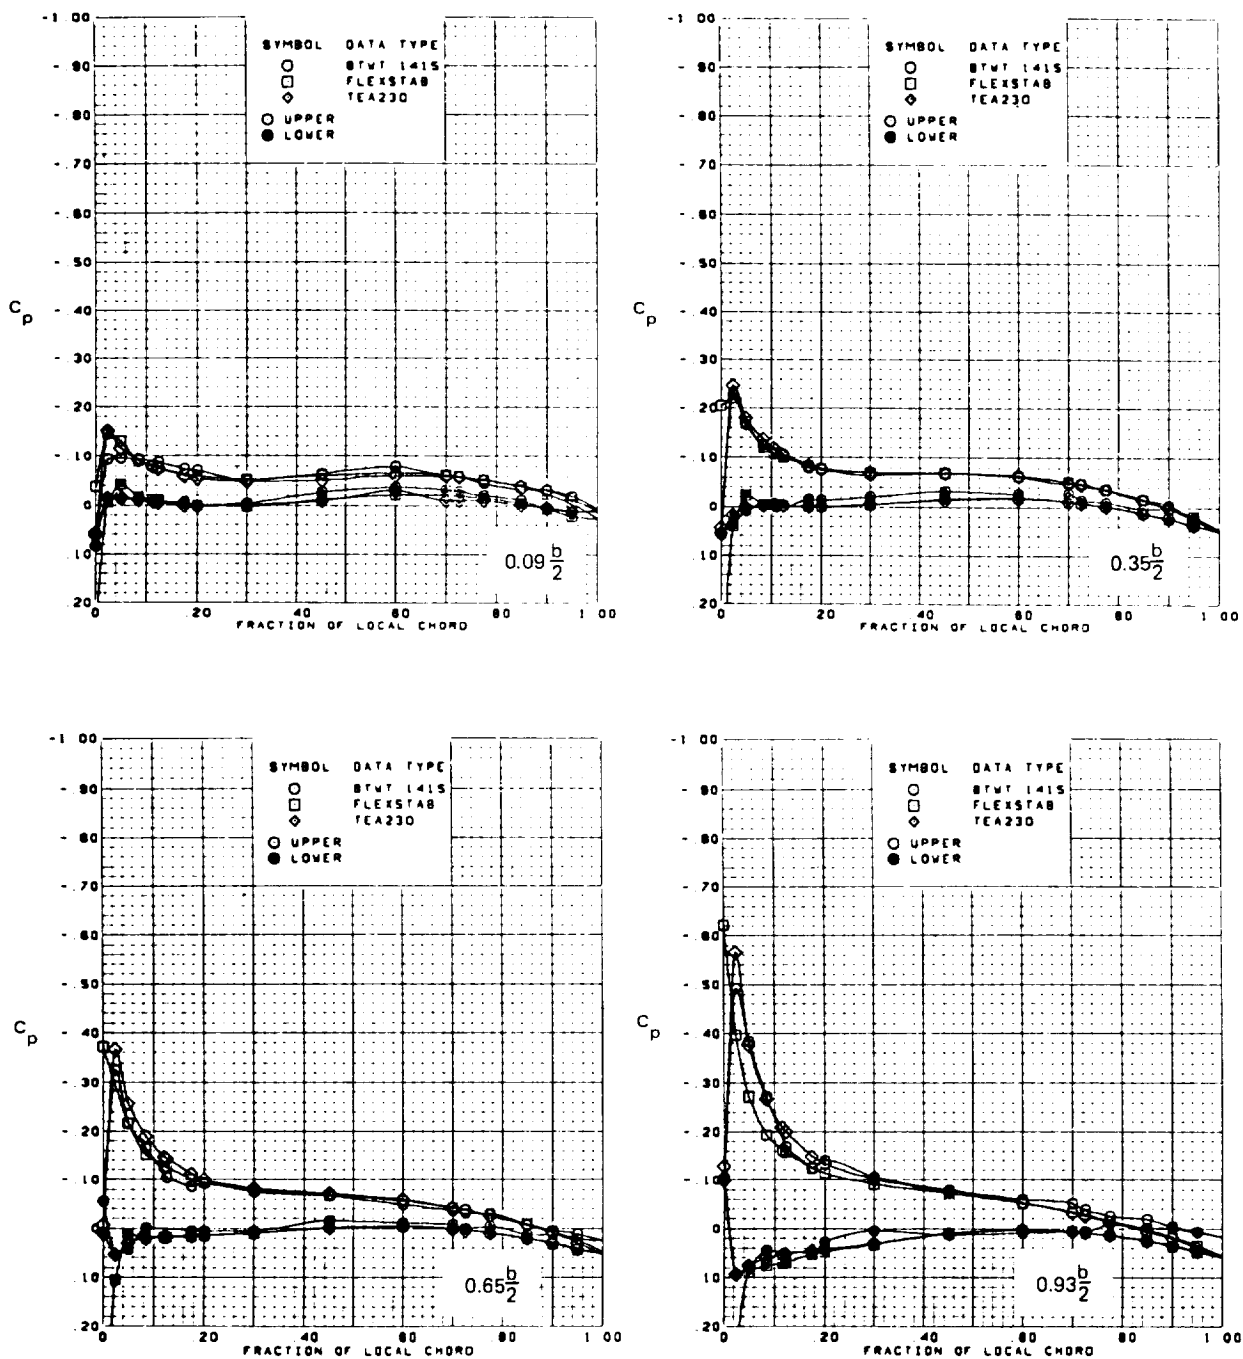 -1 00
SYMBOL DATA TYPE
BTWT 1415
FLEXSTAB
TEA230
UPPER
LOWER
-.90
-.80
-.70
-.60
-.50
-.40
-.30
-.20
-.10
0
.10
.20
C_p
0.09 b/2
0 .20 .40 .60 .80 1 00
FRACTION OF LOCAL CHORD
-1 00
SYMBOL DATA TYPE
BTWT 1415
FLEXSTAB
TEA230
UPPER
LOWER
-.90
-.80
-.70
-.60
-.50
-.40
-.30
-.20
-.10
0
.10
.20
C_p
0.35 b/2
0 .20 .40 .60 .80 1 00
FRACTION OF LOCAL CHORD
-1 00
SYMBOL DATA TYPE
BTWT 1415
FLEXSTAB
TEA230
UPPER
LOWER
-.90
-.80
-.70
-.60
-.50
-.40
-.30
-.20
-.10
0
.10
.20
C_p
0.65 b/2
0 .20 .40 .60 .80 1 00
FRACTION OF LOCAL CHORD
-1 00
SYMBOL DATA TYPE
BTWT 1415
FLEXSTAB
TEA230
UPPER
LOWER
-.90
-.80
-.70
-.60
-.50
-.40
-.30
-.20
-.10
0
.10
.20
C_p
0.93 b/2
0 .20 .40 .60 .80 1 00
FRACTION OF LOCAL CHORD